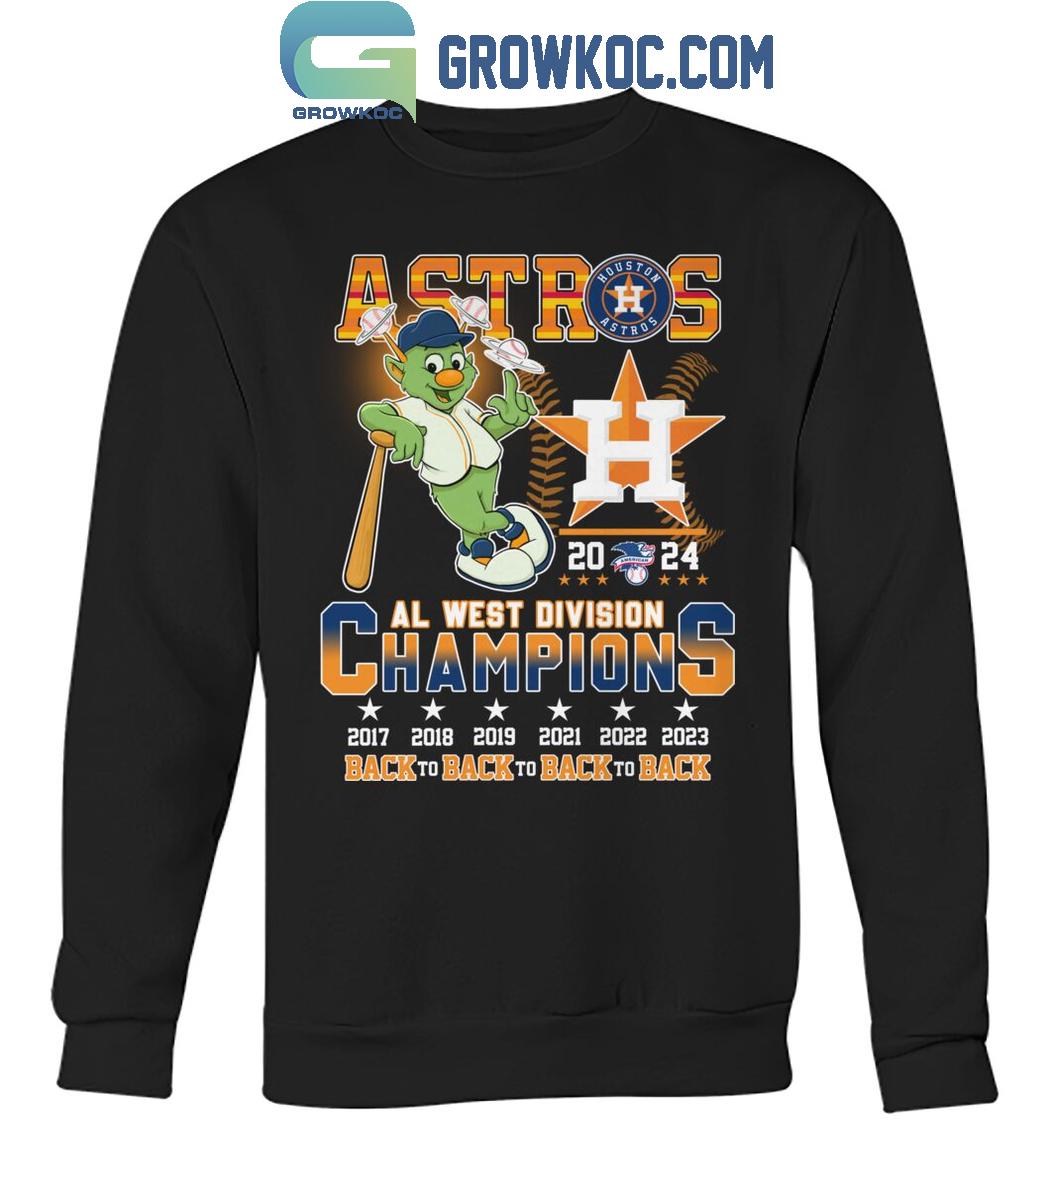 GROWKOC
GROWKOC.COM
ASTROS
HOUSTON
H
ASTROS
H
20 AMERICAN 24
AL WEST DIVISION
CHAMPIONS
2017 2018 2019 2021 2022 2023
BACK TO BACK TO BACK TO BACK